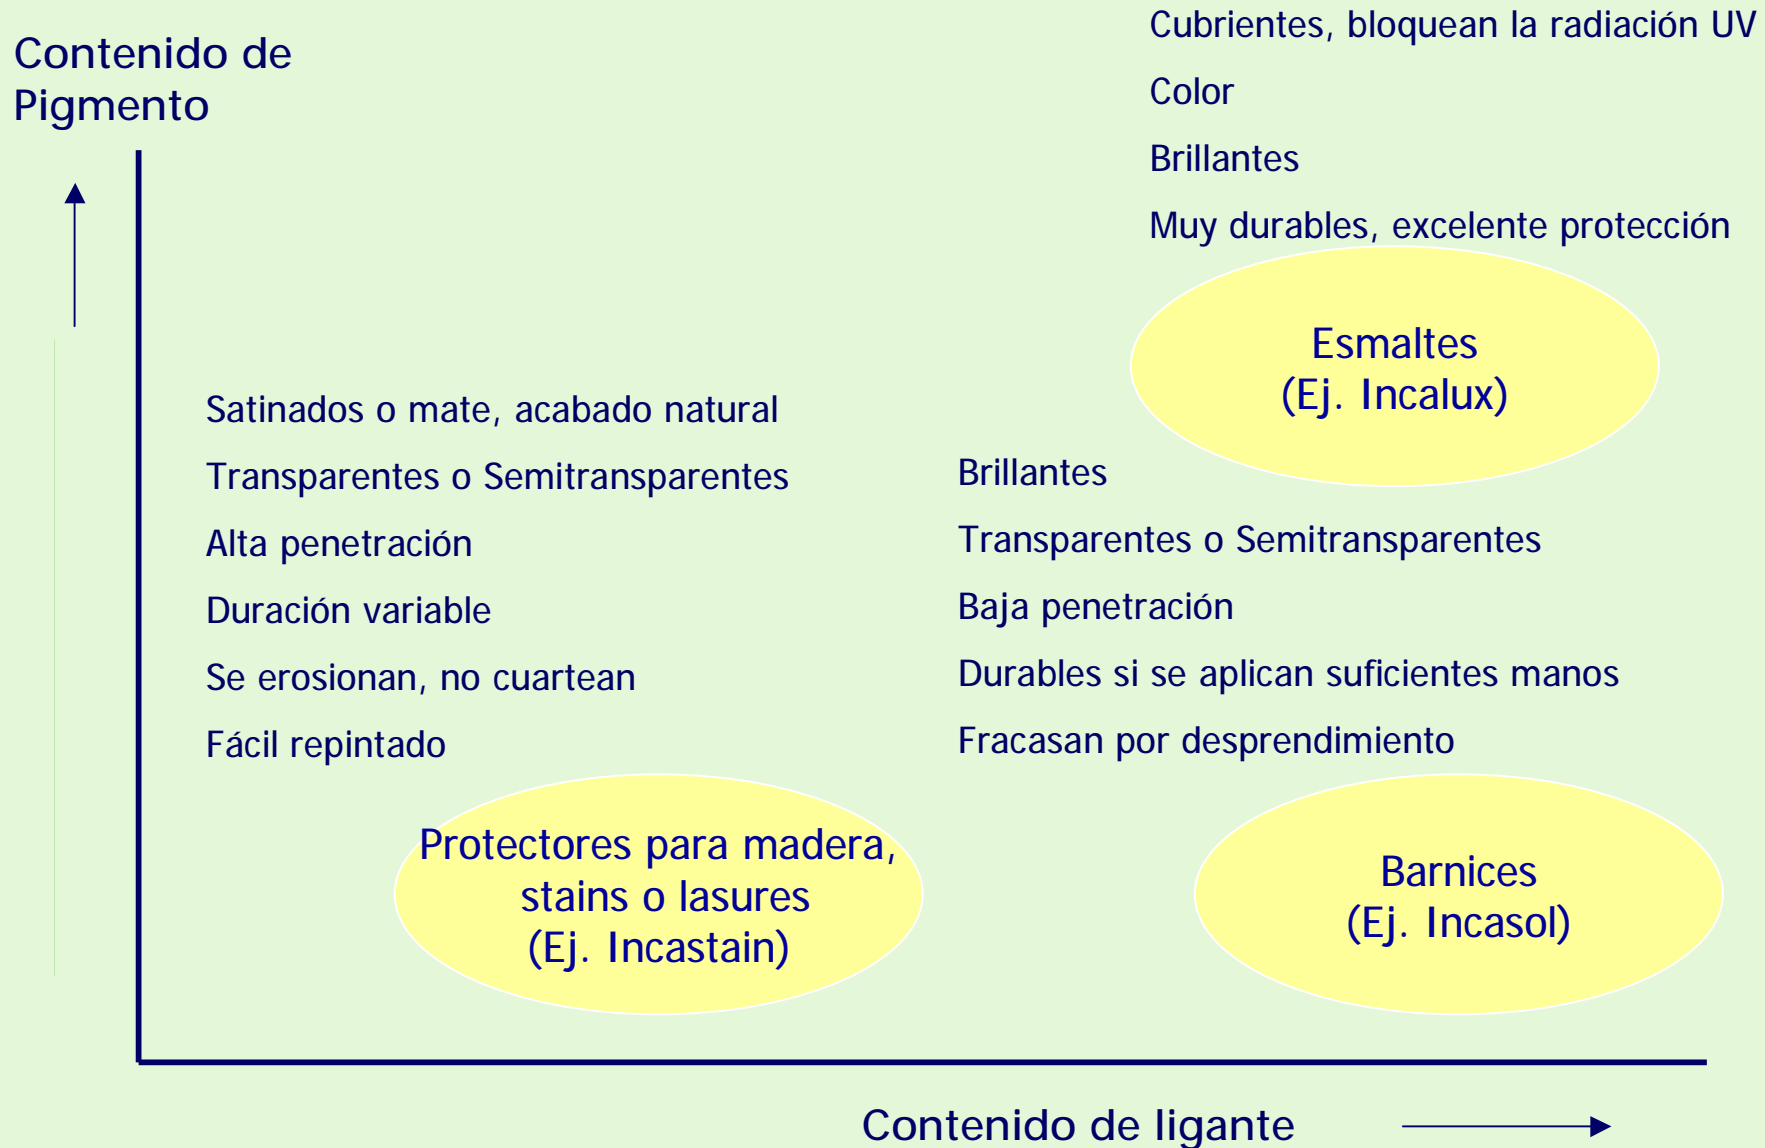 Contenido de
Pigmento
Cubrientes, bloquean la radiación UV
Color
Brillantes
Muy durables, excelente protección
Esmaltes
(Ej. Incalux)
Satinados o mate, acabado natural
Transparentes o Semitransparentes
Alta penetración
Duración variable
Se erosionan, no cuartean
Fácil repintado
Brillantes
Transparentes o Semitransparentes
Baja penetración
Durables si se aplican suficientes manos
Fracasan por desprendimiento
Protectores para madera,
stains o lasures
(Ej. Incastain)
Barnices
(Ej. Incasol)
Contenido de ligante